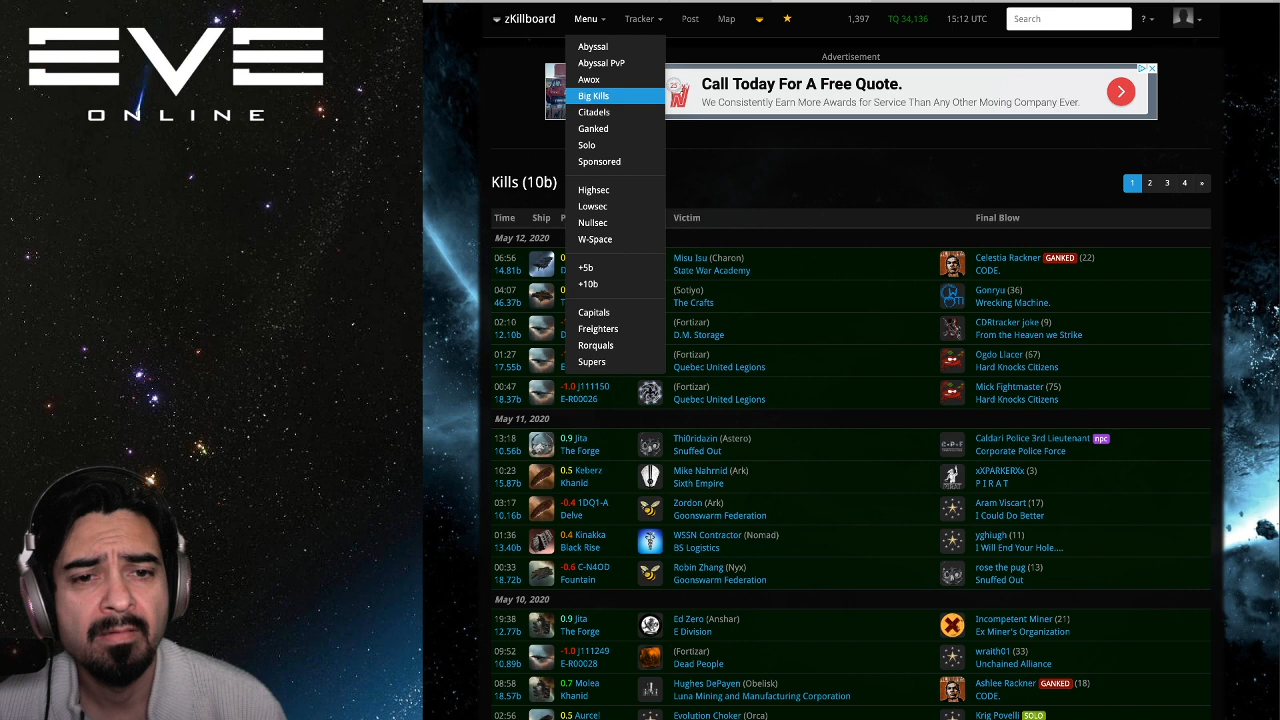 EVE
ONLINE
zKillboard Menu Tracker Post Map 1,397 TQ 34,136 15:12 UTC Search ?
Abyssal
Abyssal PvP
Awox
Big Kills
Citadels
Ganked
Solo
Sponsored
Highsec
Lowsec
Nullsec
W-Space
+5b
+10b
Capitals
Freighters
Rorquals
Supers
Advertisement
Call Today For A Free Quote.
We Consistently Earn More Awards for Service Than Any Other Moving Company Ever.
Kills (10b) 1 2 3 4 »
Time Ship Victim Final Blow
May 12, 2020
06:56 Misu Isu (Charon) Celestia Rackner GANKED (22)
14.81b State War Academy CODE.
04:07 (Sotiyo) Gonryu (36)
46.37b The Crafts Wrecking Machine.
02:10 (Fortizar) CDRtracker joke (9)
12.10b D.M. Storage From the Heaven we Strike
01:27 (Fortizar) Ogdo Llacer (67)
17.55b Quebec United Legions Hard Knocks Citizens
00:47 -1.0 J111150 (Fortizar) Mick Fightmaster (75)
18.37b E-R00026 Quebec United Legions Hard Knocks Citizens
May 11, 2020
13:18 0.9 Jita Thi0ridazin (Astero) Caldari Police 3rd Lieutenant npc
10.56b The Forge Snuffed Out Corporate Police Force
10:23 0.5 Keberz Mike Nahrnid (Ark) xXPARKERXx (3)
15.87b Khanid Sixth Empire P I R A T
03:17 -0.4 1DQ1-A Zordon (Ark) Aram Viscart (17)
10.16b Delve Goonswarm Federation I Could Do Better
01:36 0.4 Kinakka WSSN Contractor (Nomad) yghiugh (11)
13.40b Black Rise BS Logistics I Will End Your Hole....
00:33 -0.6 C-N4OD Robin Zhang (Nyx) rose the pug (13)
18.72b Fountain Goonswarm Federation Snuffed Out
May 10, 2020
19:38 0.9 Jita Ed Zero (Anshar) Incompetent Miner (21)
12.77b The Forge E Division Ex Miner's Organization
09:52 -1.0 J111249 (Fortizar) wraith01 (33)
10.89b E-R00028 Dead People Unchained Alliance
08:58 0.7 Molea Hughes DePayen (Obelisk) Ashlee Rackner GANKED (18)
18.57b Khanid Luna Mining and Manufacturing Corporation CODE.
02:56 0.5 Aurcel Evolution Choker (Orca) Krig Povelli SOLO